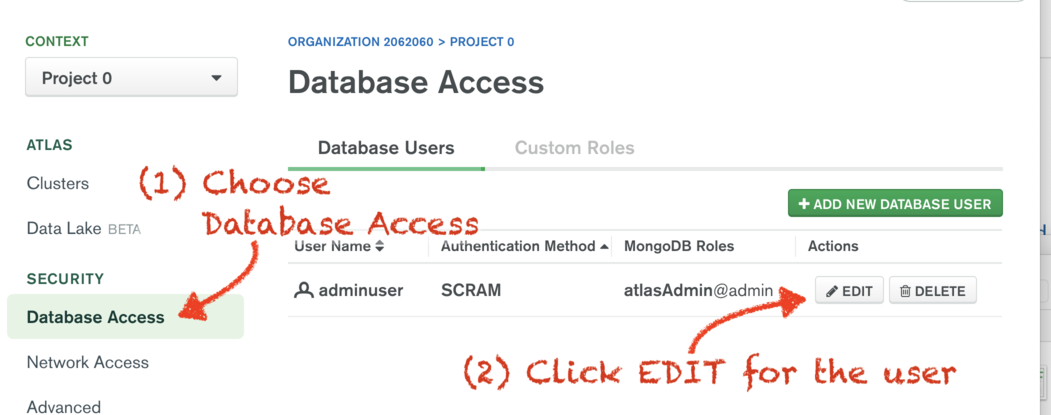 CONTEXT
Project 0
ATLAS
Clusters
Data Lake BETA
SECURITY
Database Access
Network Access
Advanced
ORGANIZATION 2062060 > PROJECT 0
Database Access
Database Users Custom Roles
(1) Choose
Database Access
+ ADD NEW DATABASE USER
User Name Authentication Method MongoDB Roles Actions
adminuser SCRAM atlasAdmin@admin EDIT DELETE
(2) Click EDIT for the user